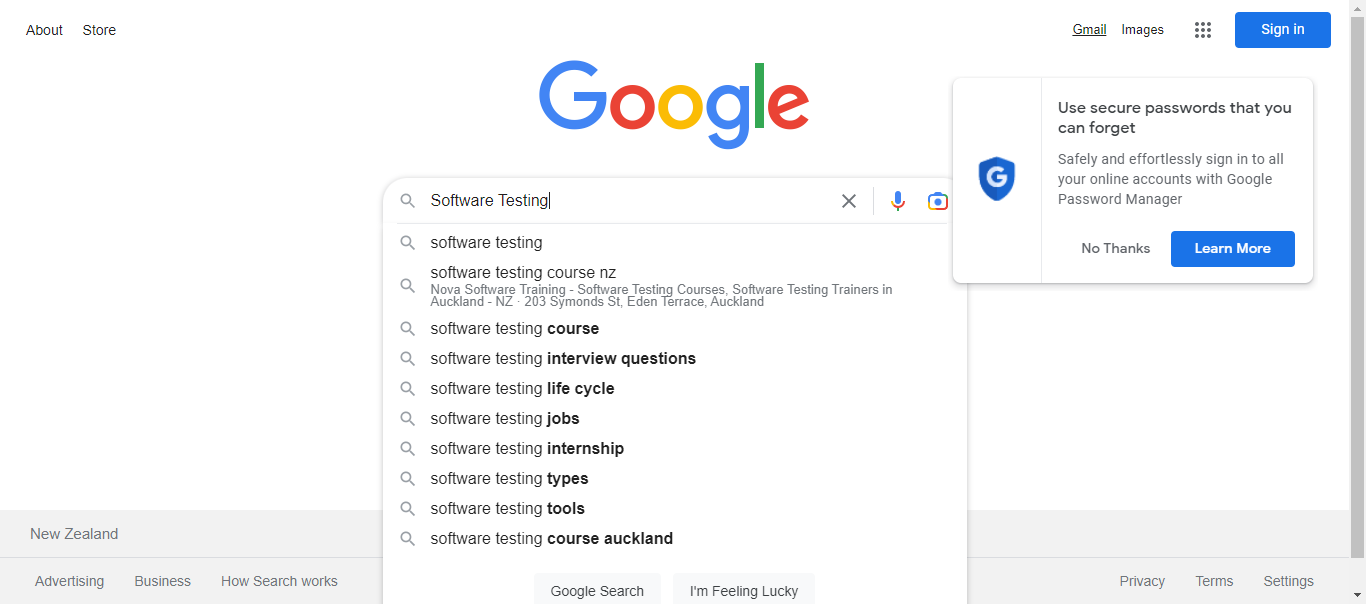 About Store
Gmail Images Sign in
Google
Use secure passwords that you
can forget
Safely and effortlessly sign in to all
your online accounts with Google
Password Manager
No Thanks Learn More
Software Testing
software testing
software testing course nz
Nova Software Training - Software Testing Courses, Software Testing Trainers in
Auckland - NZ · 203 Symonds St, Eden Terrace, Auckland
software testing course
software testing interview questions
software testing life cycle
software testing jobs
software testing internship
software testing types
software testing tools
software testing course auckland
Google Search I'm Feeling Lucky
New Zealand
Advertising Business How Search works
Privacy Terms Settings